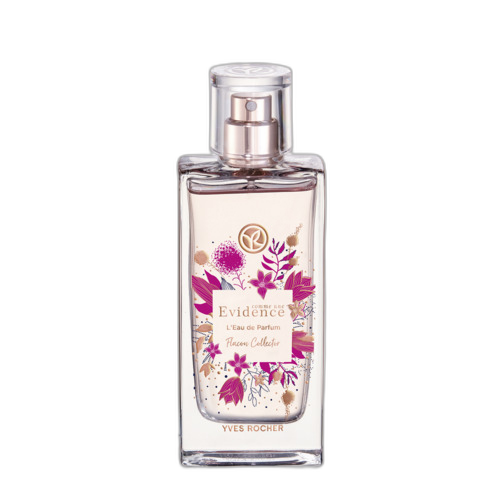 comme une
Evidence
L'Eau de Parfum
Flacon Collector
YVES ROCHER